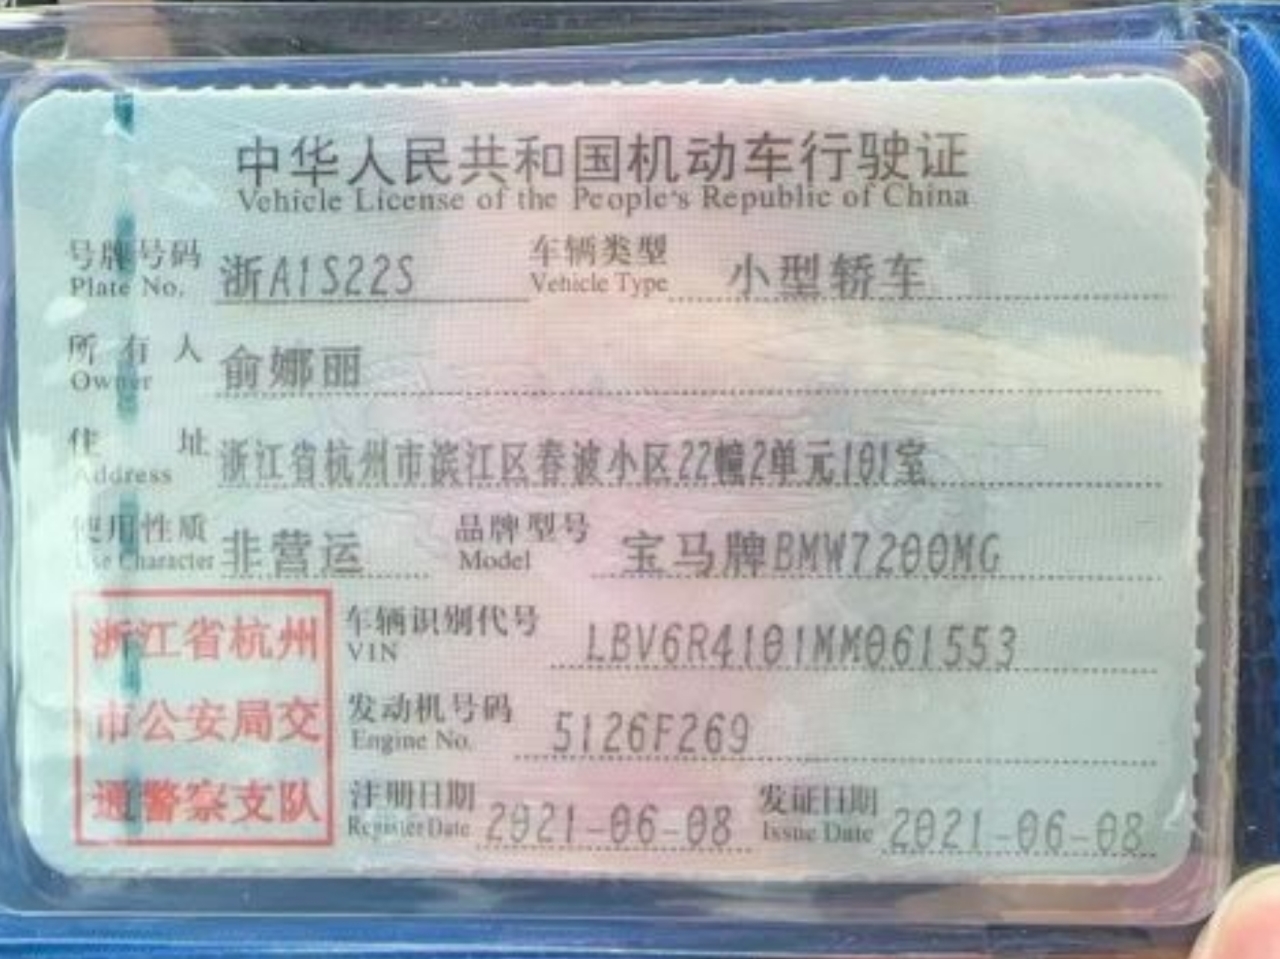 中华人民共和国机动车行驶证
Vehicle License of the People's Republic of China
号牌号码 浙A1S22S 车辆类型 小型轿车
Plate No. Vehicle Type
所有人 俞娜丽
Owner
住址 浙江省杭州市滨江区春波小区22幢2单元101室
Address
使用性质 非营运 品牌型号 宝马牌BMW7200MG
Use Character Model
浙江省杭州 车辆识别代号 LBV6R4101MM061553
VIN
市公安局交 发动机号码 5126F269
Engine No.
通警察支队 注册日期 2021-06-08 发证日期 2021-06-08
Register Date Issue Date